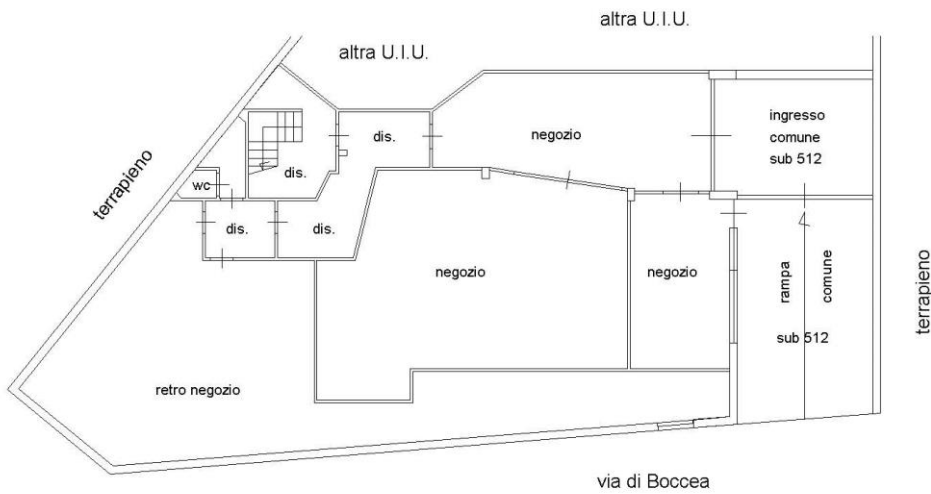 altra U.I.U.
altra U.I.U.
terrapieno
dis.
negozio
ingresso
comune
sub 512
wc
dis.
dis.
dis.
negozio
negozio
rampa
comune
sub 512
terrapieno
retro negozio
via di Boccea